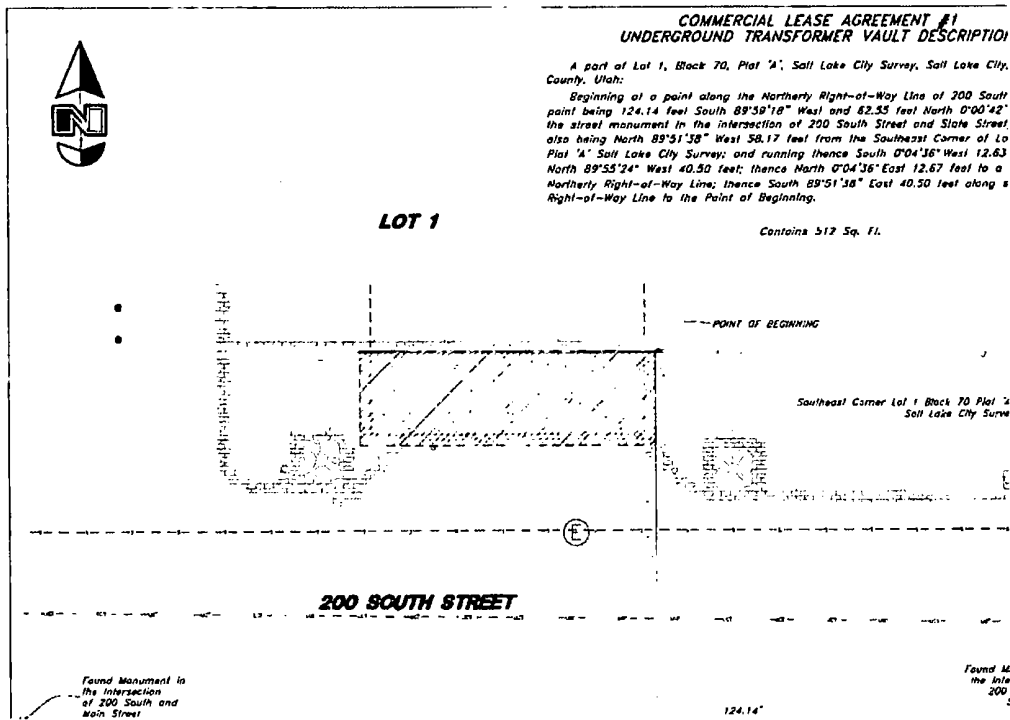 COMMERCIAL LEASE AGREEMENT #1
UNDERGROUND TRANSFORMER VAULT DESCRIPTIO
A part of Lot 1, Block 70, Plat 'A', Salt Lake City Survey, Salt Lake City,
County, Utah:
Beginning at a point along the Northerly Right-of-Way Line of 200 Sout
point being 124.14 feet South 89°59'18" West and 62.55 feet North 0°00'42"
the street monument in the intersection of 200 South Street and State Street
also being North 89°51'38" West 58.17 feet from the Southeast Corner of Lo
Plat 'A' Salt Lake City Survey; and running thence South 0°04'36" West 12.63
North 89°55'24" West 40.50 feet; thence North 0°04'36" East 12.67 feet to a
Northerly Right-of-Way Line; thence South 89°51'38" East 40.50 feet along s
Right-of-Way Line to the Point of Beginning.
Contains 512 Sq. Ft.
N
LOT 1
POINT OF BEGINNING
Southeast Corner Lot 1 Block 70 Plat 'A
Salt Lake City Surve
E
200 SOUTH STREET
Found Monument in
the Intersection
of 200 South and
Main Street
Found M
the Inte
200
S
124.14'